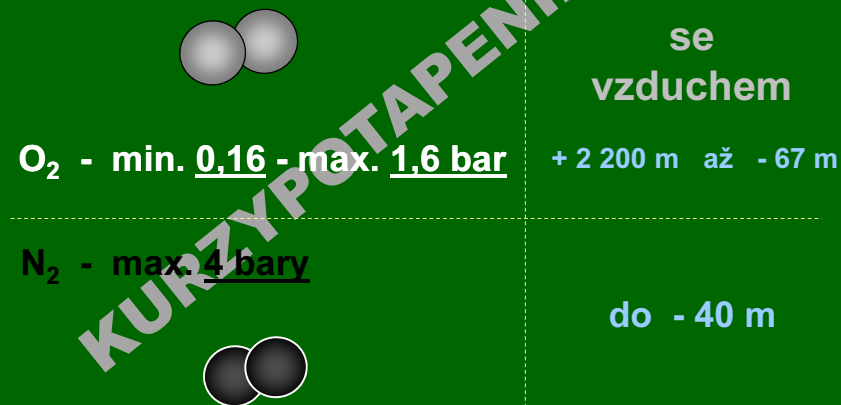 se
vzduchem
O₂ - min. 0,16 - max. 1,6 bar
+ 2 200 m až - 67 m
N₂ - max. 4 bary
do - 40 m
KURZYPOTAPENI